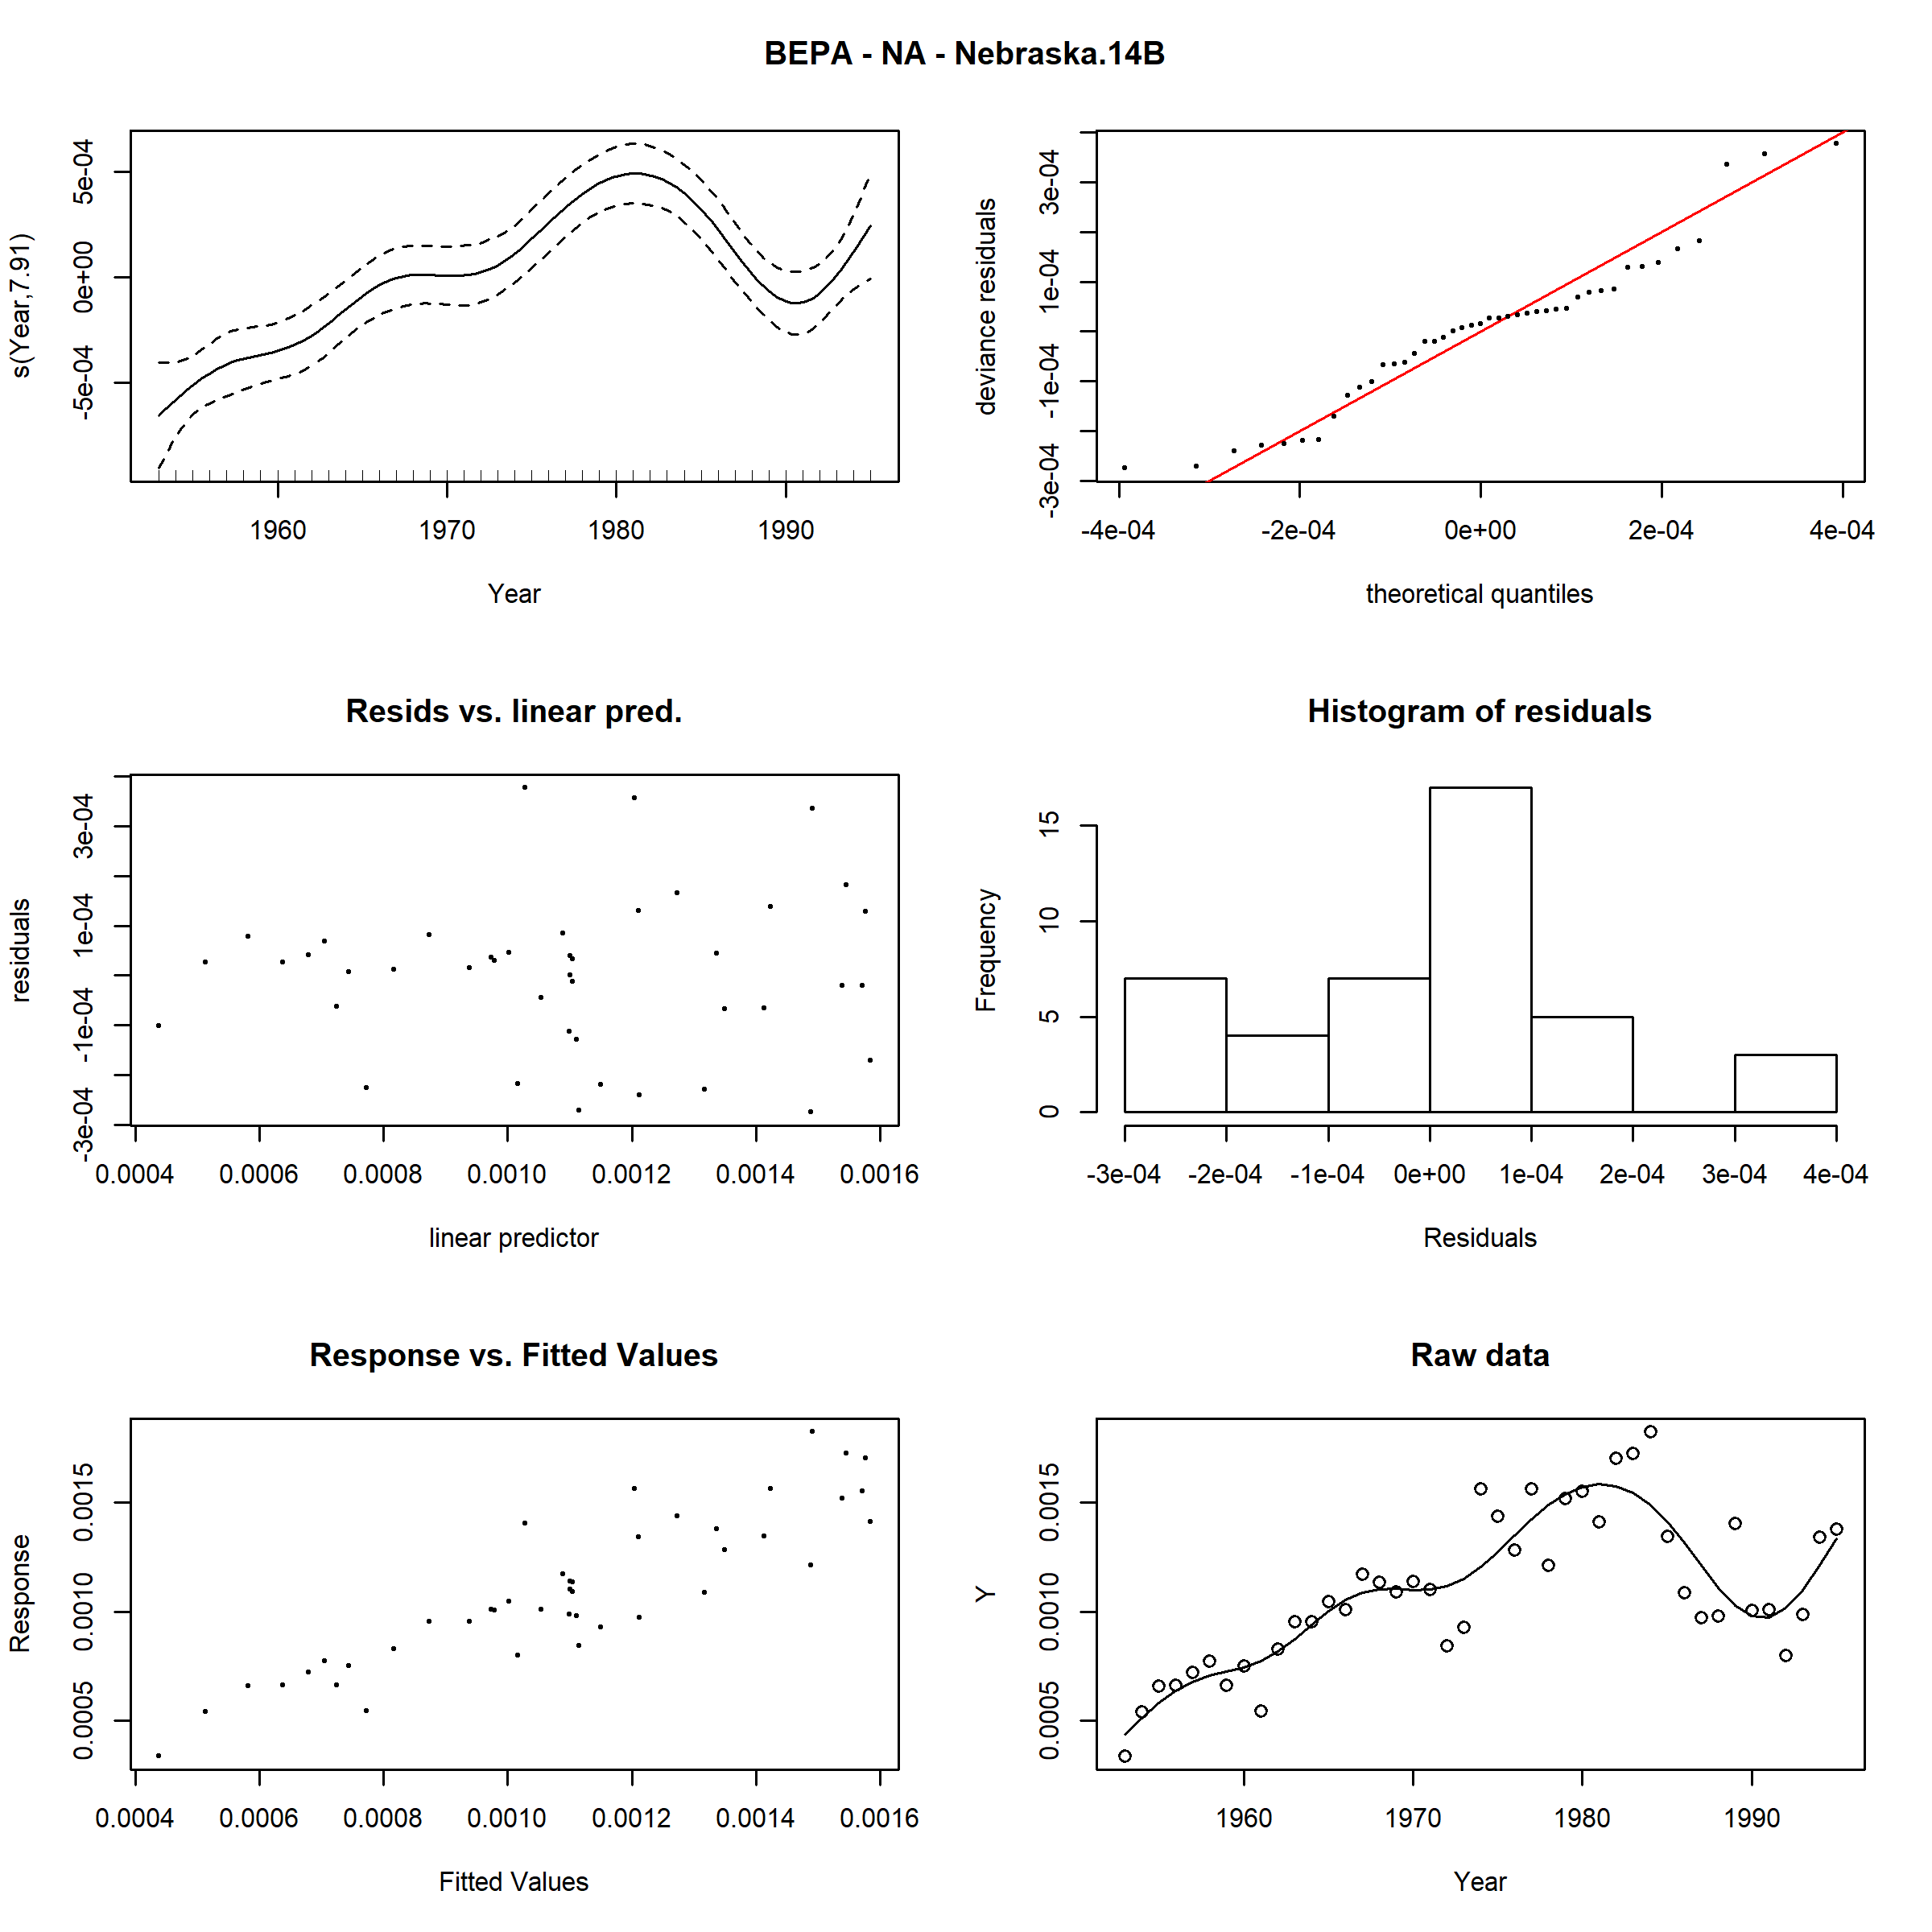 BEPA - NA - Nebraska.14B
s(Year,7.91)
5e-04
0e+00
-5e-04
1960 1970 1980 1990
Year
deviance residuals
3e-04
1e-04
-1e-04
-3e-04
-4e-04 -2e-04 0e+00 2e-04 4e-04
theoretical quantiles
Resids vs. linear pred.
residuals
3e-04
1e-04
-1e-04
-3e-04
0.0004 0.0006 0.0008 0.0010 0.0012 0.0014 0.0016
linear predictor
Histogram of residuals
Frequency
15
10
5
0
-3e-04 -2e-04 -1e-04 0e+00 1e-04 2e-04 3e-04 4e-04
Residuals
Response vs. Fitted Values
Response
0.0015
0.0010
0.0005
0.0004 0.0006 0.0008 0.0010 0.0012 0.0014 0.0016
Fitted Values
Raw data
Y
0.0015
0.0010
0.0005
1960 1970 1980 1990
Year